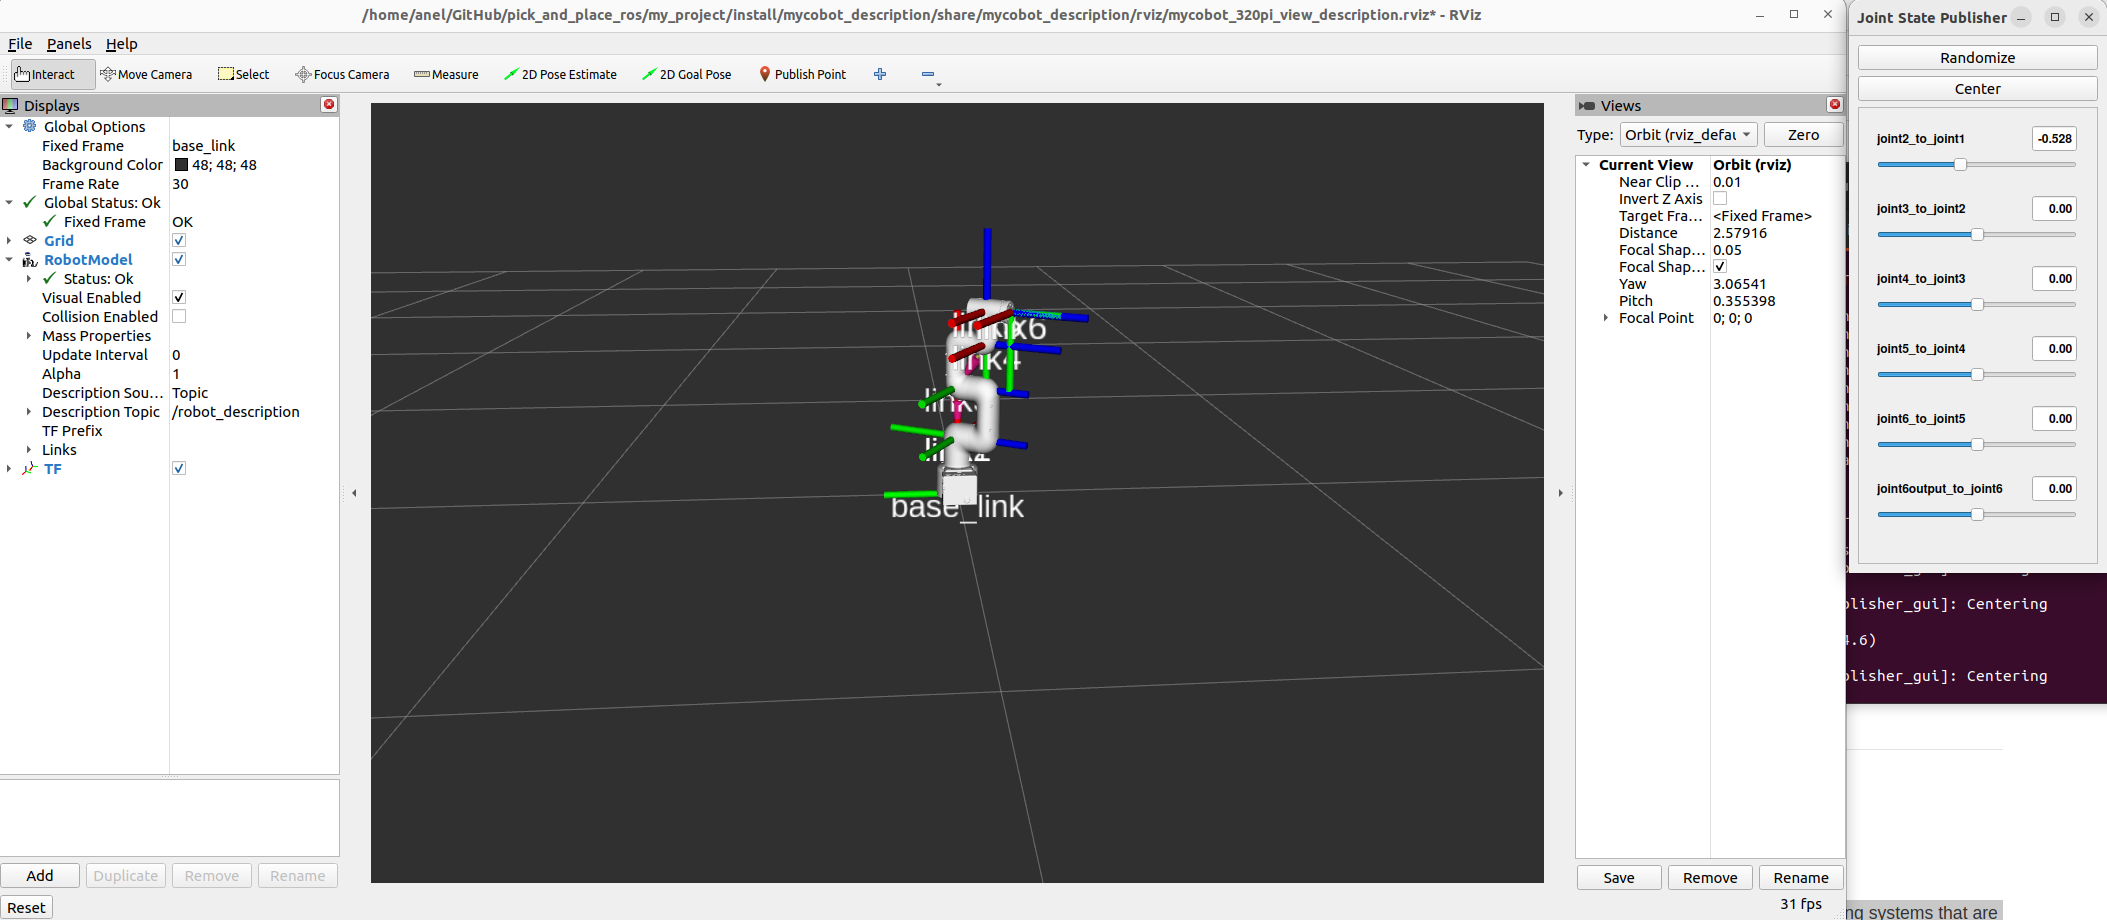 /home/anel/GitHub/pick_and_place_ros/my_project/install/mycobot_description/share/mycobot_description/rviz/mycobot_320pi_view_description.rviz* - RViz
File Panels Help
Interact Move Camera Select Focus Camera Measure 2D Pose Estimate 2D Goal Pose Publish Point
Displays
Global Options
Fixed Frame base_link
Background Color 48; 48; 48
Frame Rate 30
Global Status: Ok
Fixed Frame OK
Grid
RobotModel
Status: Ok
Visual Enabled
Collision Enabled
Mass Properties
Update Interval 0
Alpha 1
Description Sou... Topic
Description Topic /robot_description
TF Prefix
Links
TF
Add Duplicate Remove Rename
Reset
link4
base_link
Views
Type: Orbit (rviz_defau Zero
Current View Orbit (rviz)
Near Clip ... 0.01
Invert Z Axis
Target Fra... <Fixed Frame>
Distance 2.57916
Focal Shap... 0.05
Focal Shap...
Yaw 3.06541
Pitch 0.355398
Focal Point 0; 0; 0
Save Remove Rename
31 fps
Joint State Publisher
Randomize
Center
joint2_to_joint1 -0.528
joint3_to_joint2 0.00
joint4_to_joint3 0.00
joint5_to_joint4 0.00
joint6_to_joint5 0.00
joint6output_to_joint6 0.00
blisher_gui]: Centering
4.6)
blisher_gui]: Centering
ng systems that are